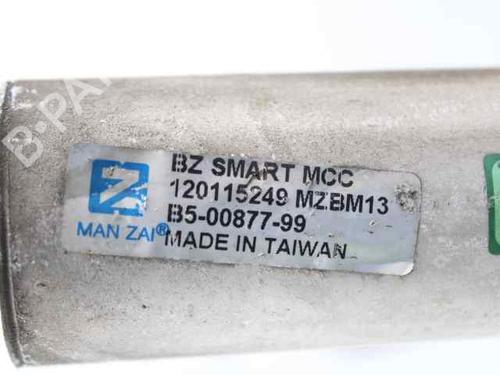 B-PA
BZ SMART MCC
120115249 MZBM13
B5-00877-99
MAN ZAI®
MADE IN TAIWAN